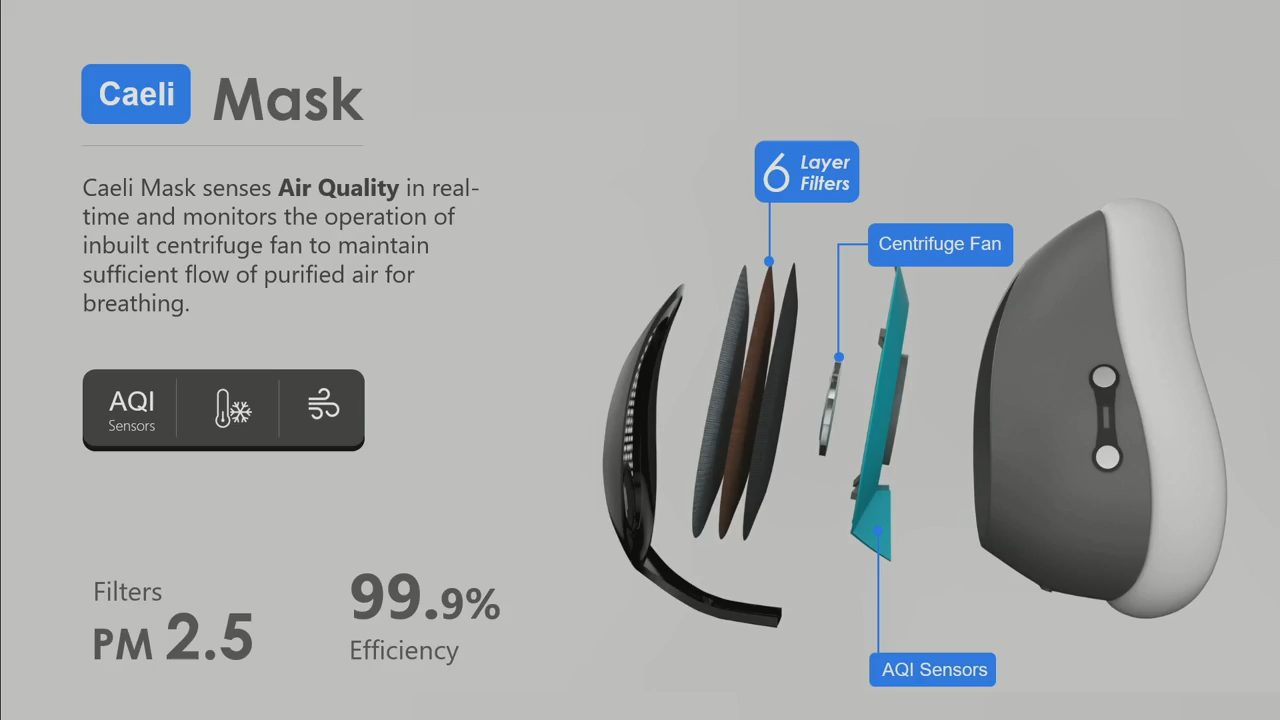 Caeli Mask
Caeli Mask senses Air Quality in real-
time and monitors the operation of
inbuilt centrifuge fan to maintain
sufficient flow of purified air for
breathing.
AQI
Sensors
Filters
PM 2.5
99.9%
Efficiency
6 Layer
Filters
Centrifuge Fan
AQI Sensors